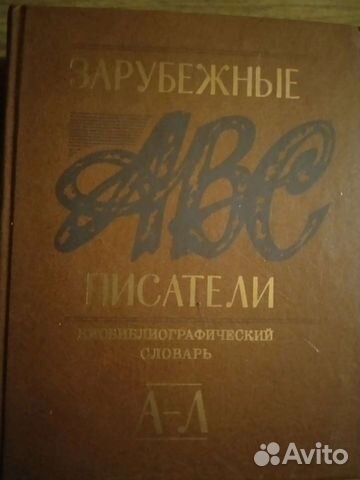 ЗАРУБЕЖНЫЕ
ABC
ПИСАТЕЛИ
БИОБИБЛИОГРАФИЧЕСКИЙ
СЛОВАРЬ
А-Л
Avito